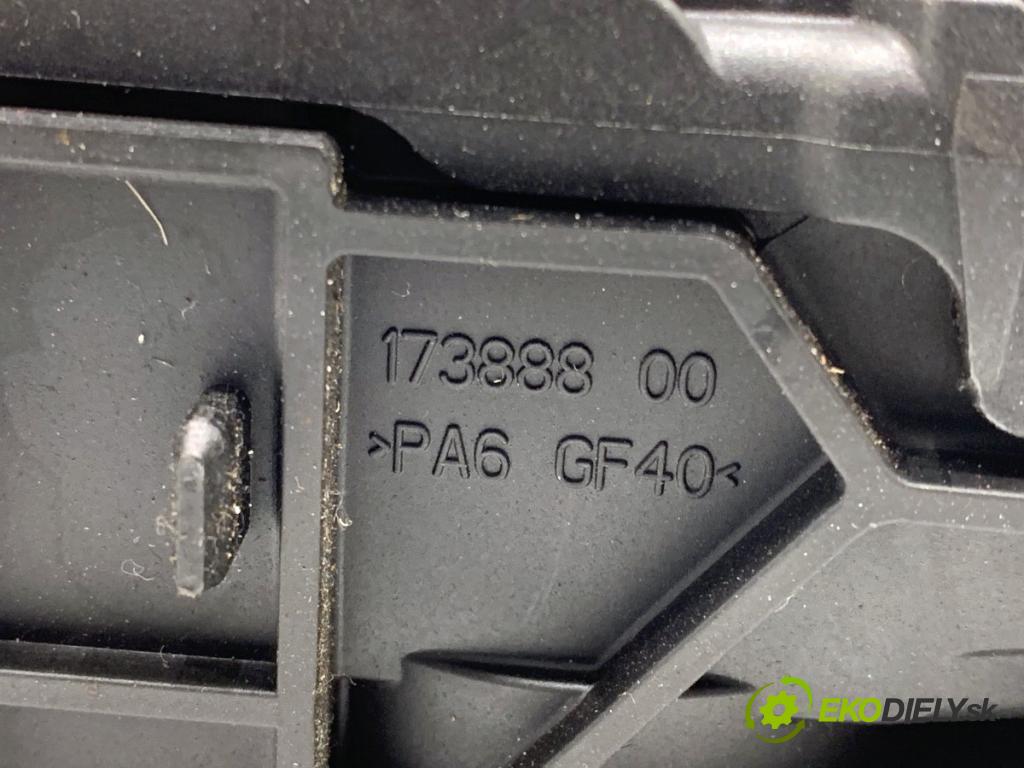 173888 00
>PA6 GF40<
EKODIELY.sk